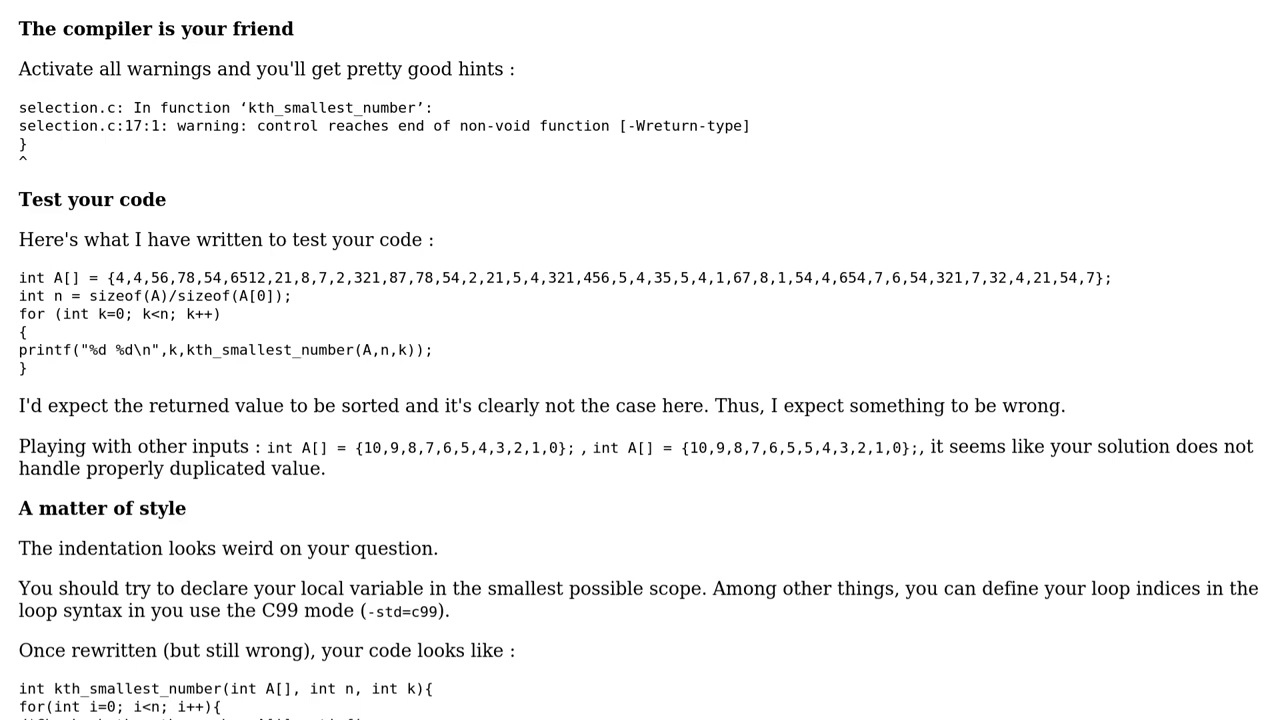 The compiler is your friend
Activate all warnings and you'll get pretty good hints :
selection.c: In function ‘kth_smallest_number’:
selection.c:17:1: warning: control reaches end of non-void function [-Wreturn-type]
}
^
Test your code
Here's what I have written to test your code :
int A[] = {4,4,56,78,54,6512,21,8,7,2,321,87,78,54,2,21,5,4,321,456,5,4,35,5,4,1,67,8,1,54,4,654,7,6,54,321,7,32,4,21,54,7};
int n = sizeof(A)/sizeof(A[0]);
for (int k=0; k<n; k++)
{
printf("%d %d\n",k,kth_smallest_number(A,n,k));
}
I'd expect the returned value to be sorted and it's clearly not the case here. Thus, I expect something to be wrong.
Playing with other inputs : int A[] = {10,9,8,7,6,5,4,3,2,1,0}; , int A[] = {10,9,8,7,6,5,5,4,3,2,1,0};, it seems like your solution does not
handle properly duplicated value.
A matter of style
The indentation looks weird on your question.
You should try to declare your local variable in the smallest possible scope. Among other things, you can define your loop indices in the
loop syntax in you use the C99 mode (-std=c99).
Once rewritten (but still wrong), your code looks like :
int kth_smallest_number(int A[], int n, int k){
for(int i=0; i<n; i++){